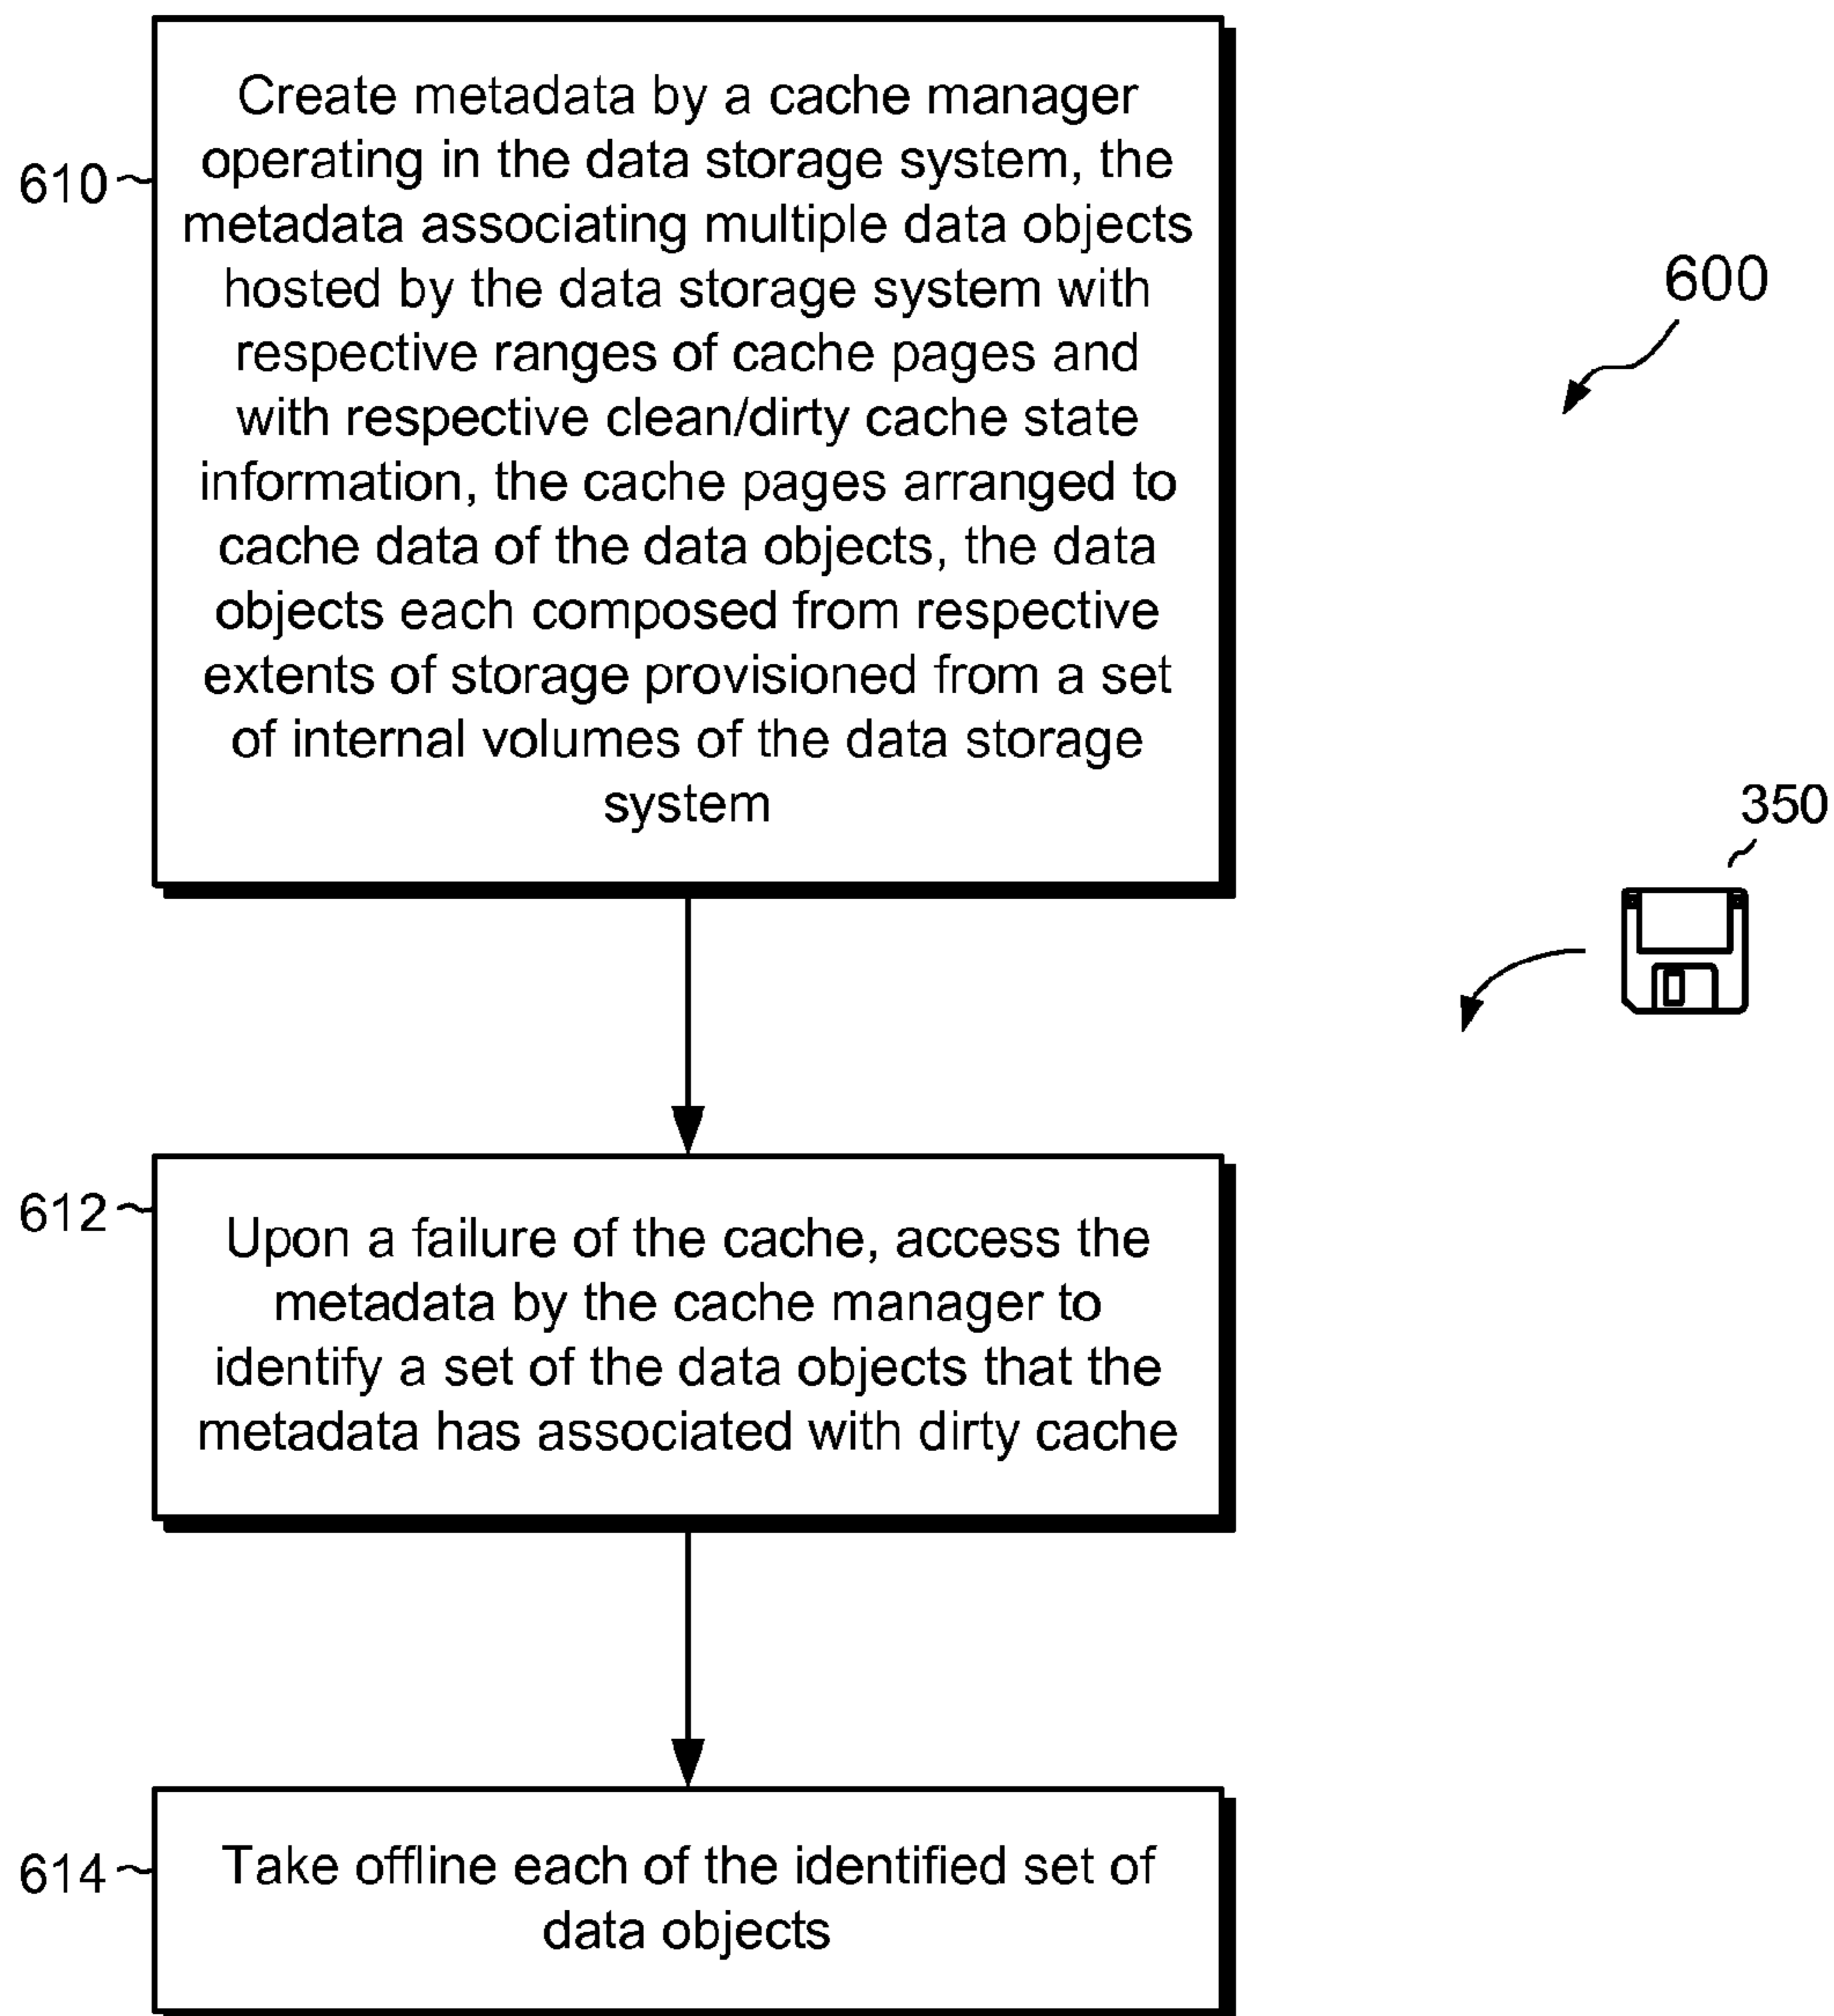 610
Create metadata by a cache manager
operating in the data storage system, the
metadata associating multiple data objects
hosted by the data storage system with
respective ranges of cache pages and
with respective clean/dirty cache state
information, the cache pages arranged to
cache data of the data objects, the data
objects each composed from respective
extents of storage provisioned from a set
of internal volumes of the data storage
system
600
350
612
Upon a failure of the cache, access the
metadata by the cache manager to
identify a set of the data objects that the
metadata has associated with dirty cache
614
Take offline each of the identified set of
data objects